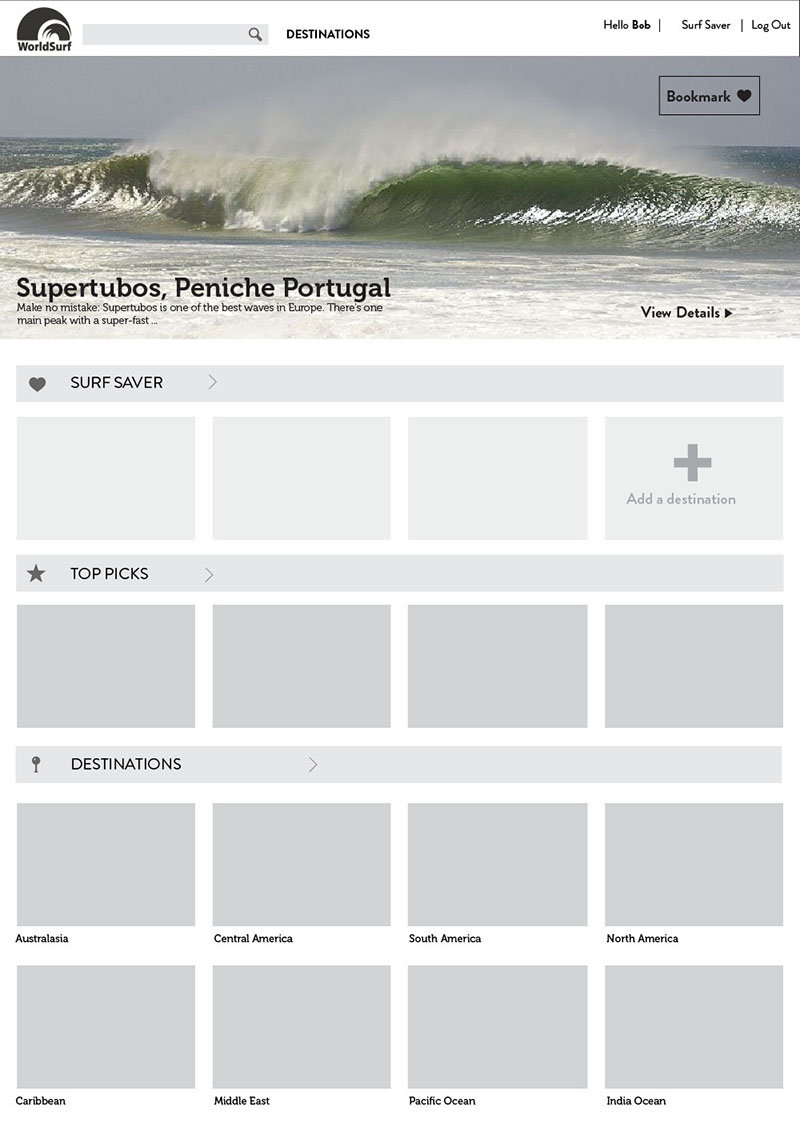 WorldSurf
DESTINATIONS
Hello Bob | Surf Saver | Log Out
Bookmark
Supertubos, Peniche Portugal
Make no mistake: Supertubos is one of the best waves in Europe. There's one
main peak with a super-fast ...
View Details
SURF SAVER
Add a destination
TOP PICKS
DESTINATIONS
Australasia
Central America
South America
North America
Caribbean
Middle East
Pacific Ocean
India Ocean